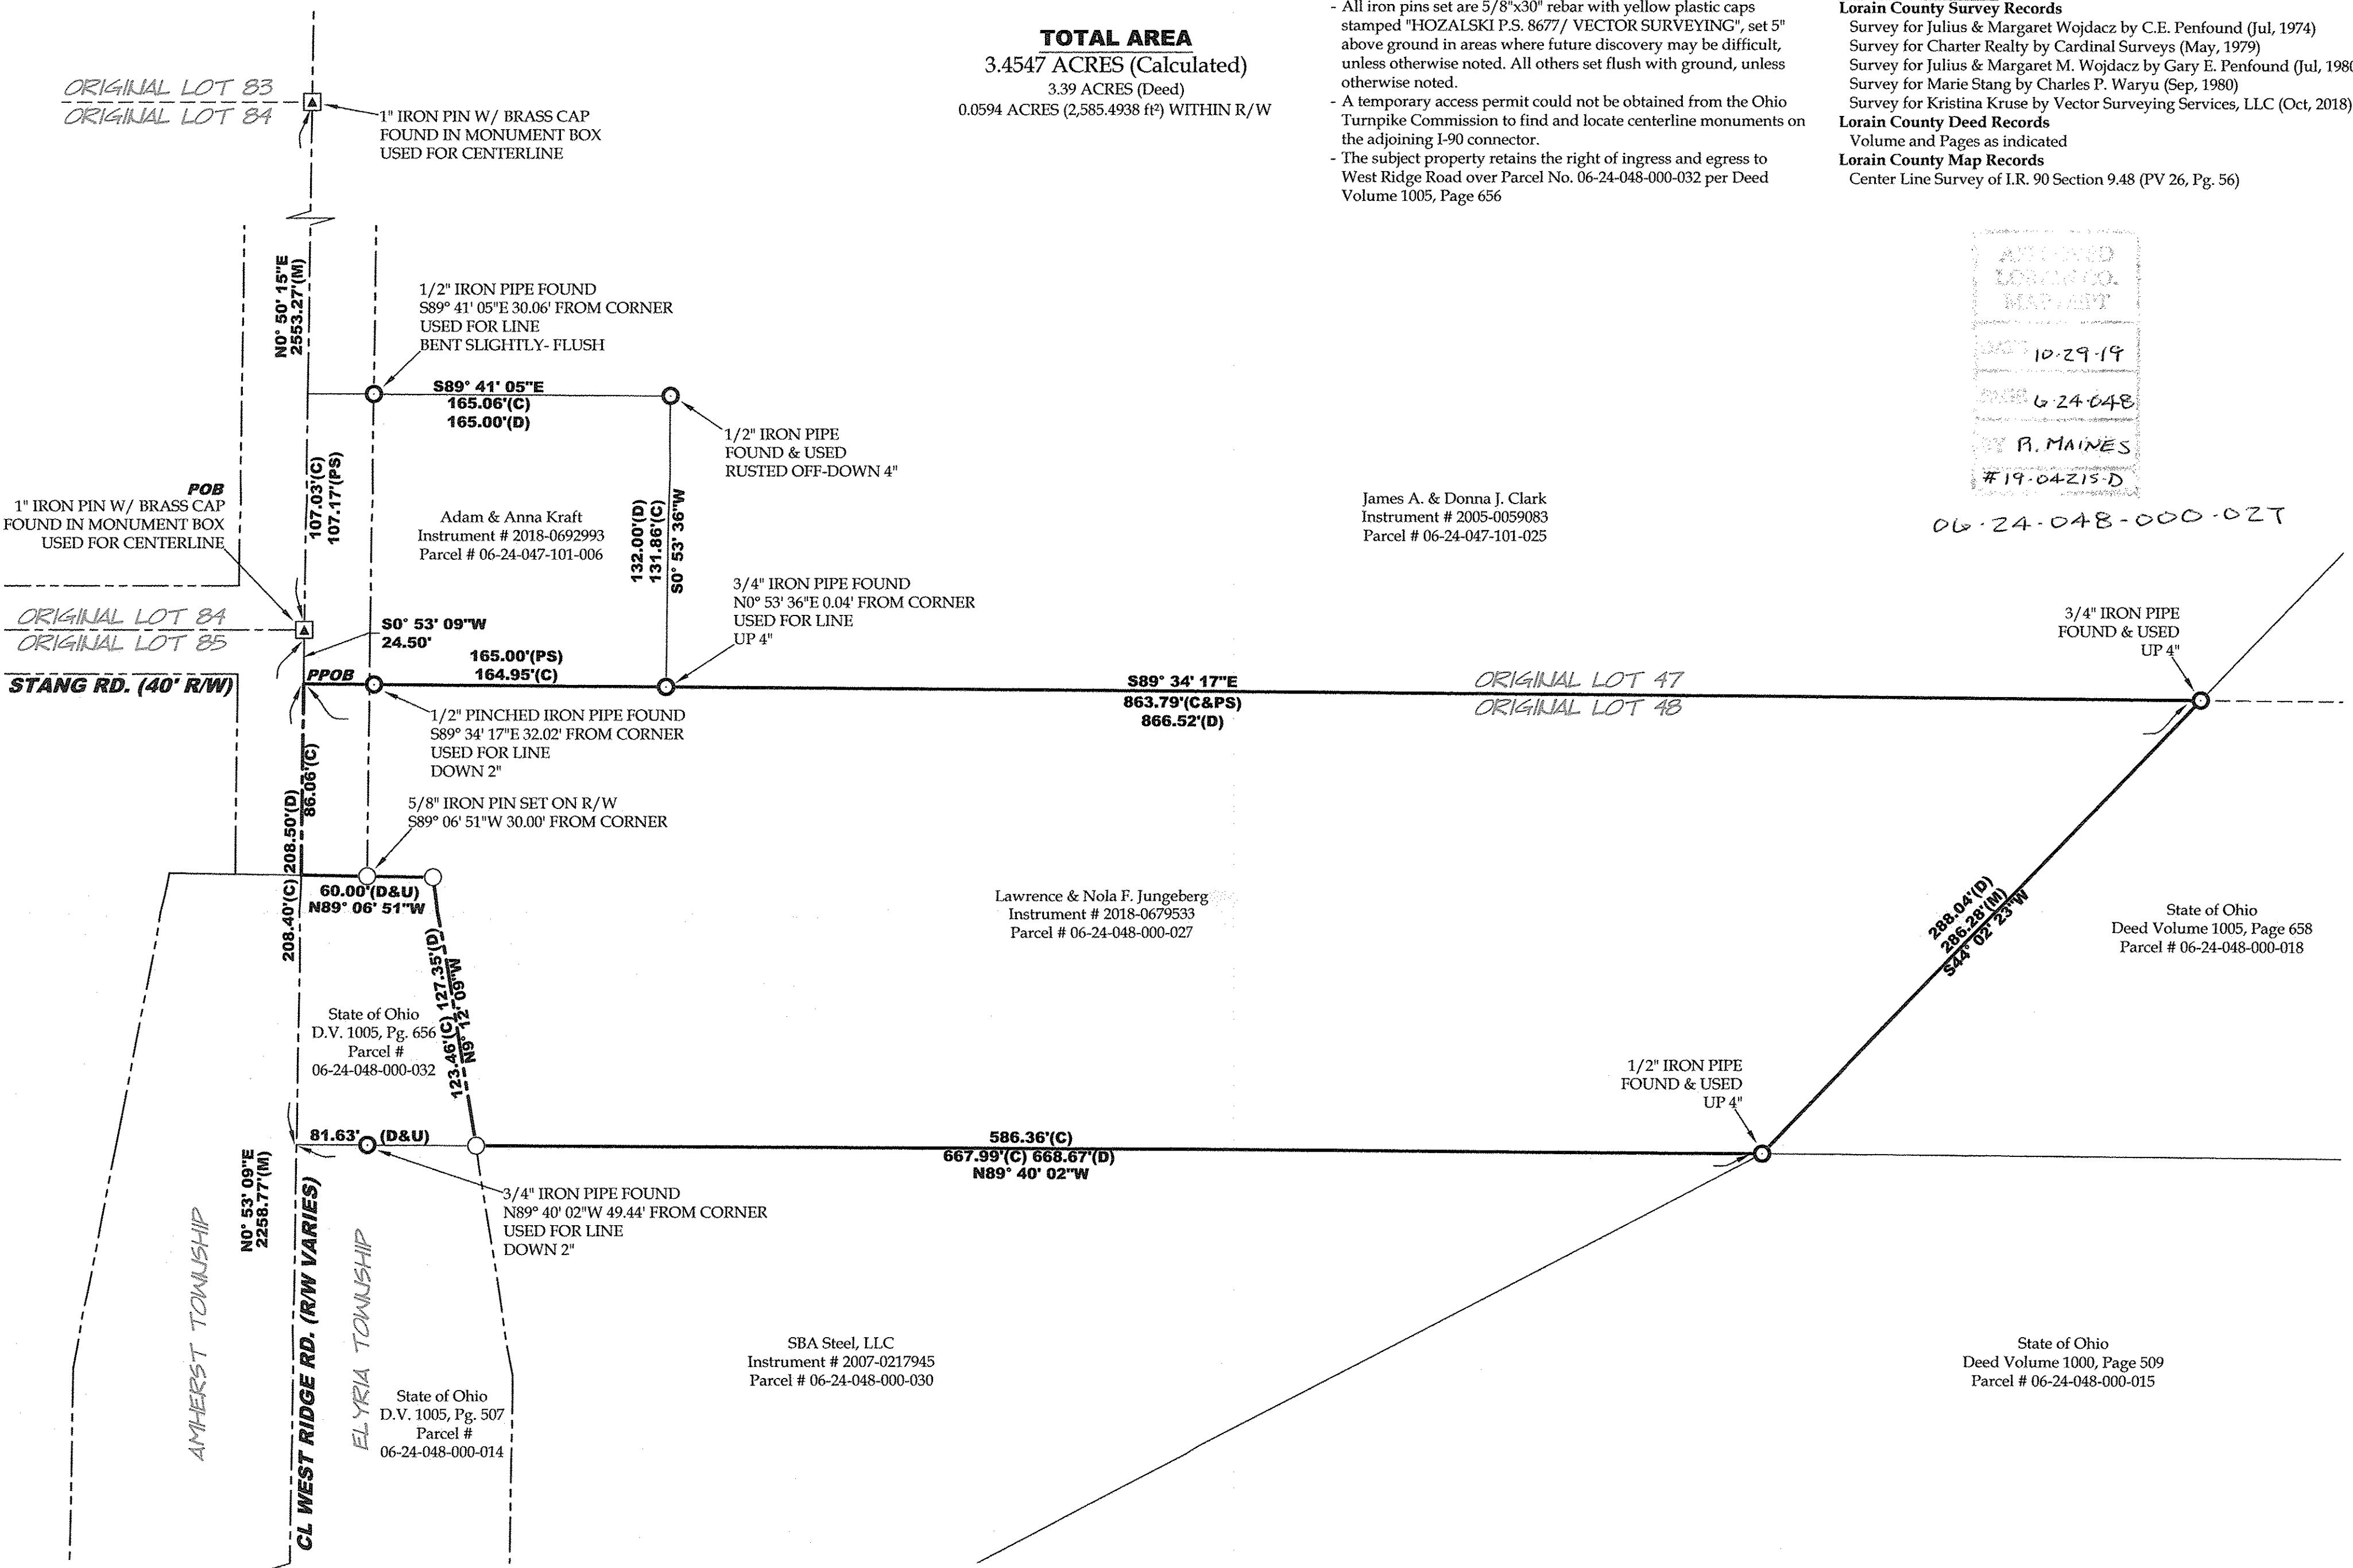 - All iron pins set are 5/8"x30" rebar with yellow plastic caps
stamped "HOZALSKI P.S. 8677/ VECTOR SURVEYING", set 5"
above ground in areas where future discovery may be difficult,
unless otherwise noted. All others set flush with ground, unless
otherwise noted.
- A temporary access permit could not be obtained from the Ohio
Turnpike Commission to find and locate centerline monuments on
the adjoining I-90 connector.
- The subject property retains the right of ingress and egress to
West Ridge Road over Parcel No. 06-24-048-000-032 per Deed
Volume 1005, Page 656
Lorain County Survey Records
Survey for Julius & Margaret Wojdacz by C.E. Penfound (Jul, 1974)
Survey for Charter Realty by Cardinal Surveys (May, 1979)
Survey for Julius & Margaret M. Wojdacz by Gary E. Penfound (Jul, 198
Survey for Marie Stang by Charles P. Waryu (Sep, 1980)
Survey for Kristina Kruse by Vector Surveying Services, LLC (Oct, 2018)
Lorain County Deed Records
Volume and Pages as indicated
Lorain County Map Records
Center Line Survey of I.R. 90 Section 9.48 (PV 26, Pg. 56)
TOTAL AREA
3.4547 ACRES (Calculated)
3.39 ACRES (Deed)
0.0594 ACRES (2,585.4938 ft²) WITHIN R/W
ORIGINAL LOT 83
ORIGINAL LOT 84
1" IRON PIN W/ BRASS CAP
FOUND IN MONUMENT BOX
USED FOR CENTERLINE
LORAIN CO.
10-29-19
6-24-048
R. MAINES
#19-04215-D
06-24-048-000-027
N0° 50' 15"E
2553.27'(M)
1/2" IRON PIPE FOUND
S89° 41' 05"E 30.06' FROM CORNER
USED FOR LINE
BENT SLIGHTLY- FLUSH
S89° 41' 05"E
165.06'(C)
165.00'(D)
1/2" IRON PIPE
FOUND & USED
RUSTED OFF-DOWN 4"
107.03'(C)
107.17'(PS)
POB
1" IRON PIN W/ BRASS CAP
FOUND IN MONUMENT BOX
USED FOR CENTERLINE
Adam & Anna Kraft
Instrument # 2018-0692993
Parcel # 06-24-047-101-006
132.00'(D)
131.86'(C)
S0° 53' 36"W
James A. & Donna J. Clark
Instrument # 2005-0059083
Parcel # 06-24-047-101-025
3/4" IRON PIPE FOUND
N0° 53' 36"E 0.04' FROM CORNER
USED FOR LINE
UP 4"
3/4" IRON PIPE
FOUND & USED
UP 4"
ORIGINAL LOT 84
ORIGINAL LOT 85
S0° 53' 09"W
24.50'
165.00'(PS)
164.95'(C)
STANG RD. (40' R/W)
PPOB
S89° 34' 17"E
863.79'(C&PS)
866.52'(D)
ORIGINAL LOT 47
ORIGINAL LOT 48
1/2" PINCHED IRON PIPE FOUND
S89° 34' 17"E 32.02' FROM CORNER
USED FOR LINE
DOWN 2"
86.06'(C)
208.40'(C) 208.50'(D)
5/8" IRON PIN SET ON R/W
S89° 06' 51"W 30.00' FROM CORNER
60.00'(D&U)
N89° 06' 51"W
Lawrence & Nola F. Jungeberg
Instrument # 2018-0679533
Parcel # 06-24-048-000-027
288.04'(D)
286.28'(M)
S44° 02' 23"W
State of Ohio
Deed Volume 1005, Page 658
Parcel # 06-24-048-000-018
State of Ohio
D.V. 1005, Pg. 656
Parcel #
06-24-048-000-032
123.46'(C) 127.35'(D)
N9° 12' 09"W
1/2" IRON PIPE
FOUND & USED
UP 4"
81.63' (D&U)
586.36'(C)
667.99'(C) 668.67'(D)
N89° 40' 02"W
N0° 53' 09"E
2258.77'(M)
3/4" IRON PIPE FOUND
N89° 40' 02"W 49.44' FROM CORNER
USED FOR LINE
DOWN 2"
AMHERST TOWNSHIP
CL WEST RIDGE RD. (R/W VARIES)
ELYRIA TOWNSHIP
SBA Steel, LLC
Instrument # 2007-0217945
Parcel # 06-24-048-000-030
State of Ohio
D.V. 1005, Pg. 507
Parcel #
06-24-048-000-014
State of Ohio
Deed Volume 1000, Page 509
Parcel # 06-24-048-000-015